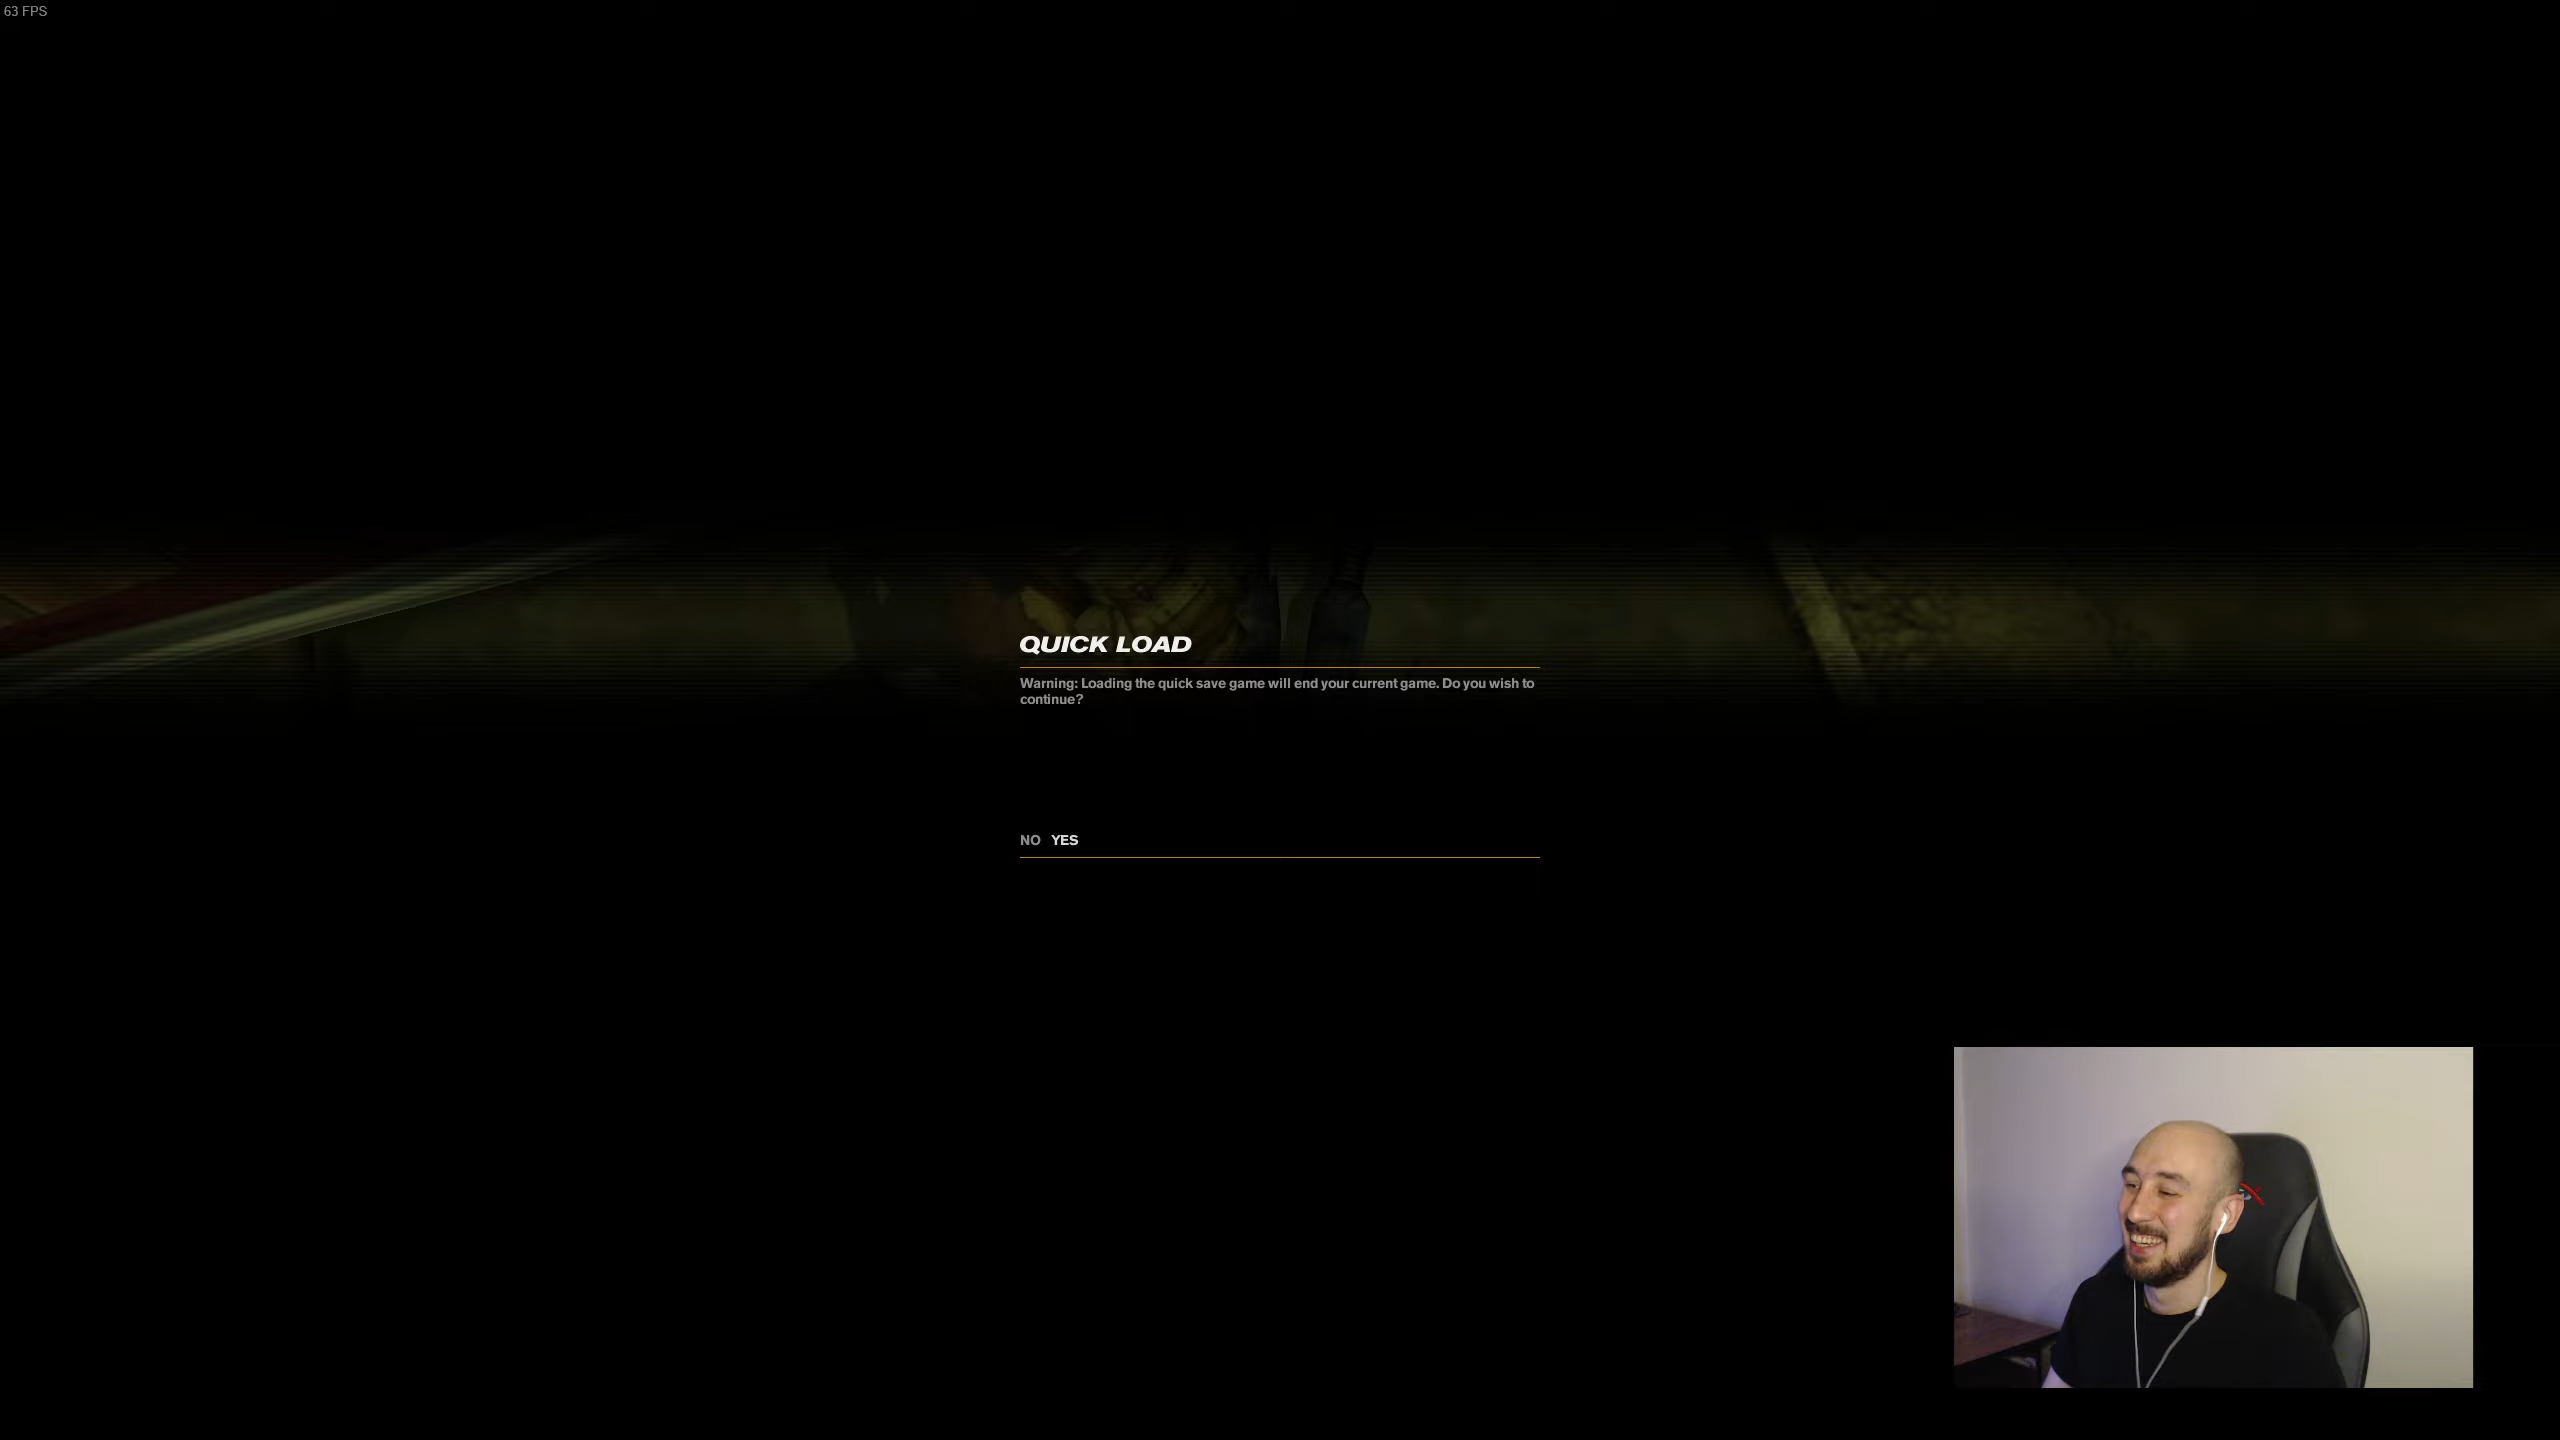 63 FPS
QUICK LOAD
Warning: Loading the quick save game will end your current game. Do you wish to
continue?
NO YES